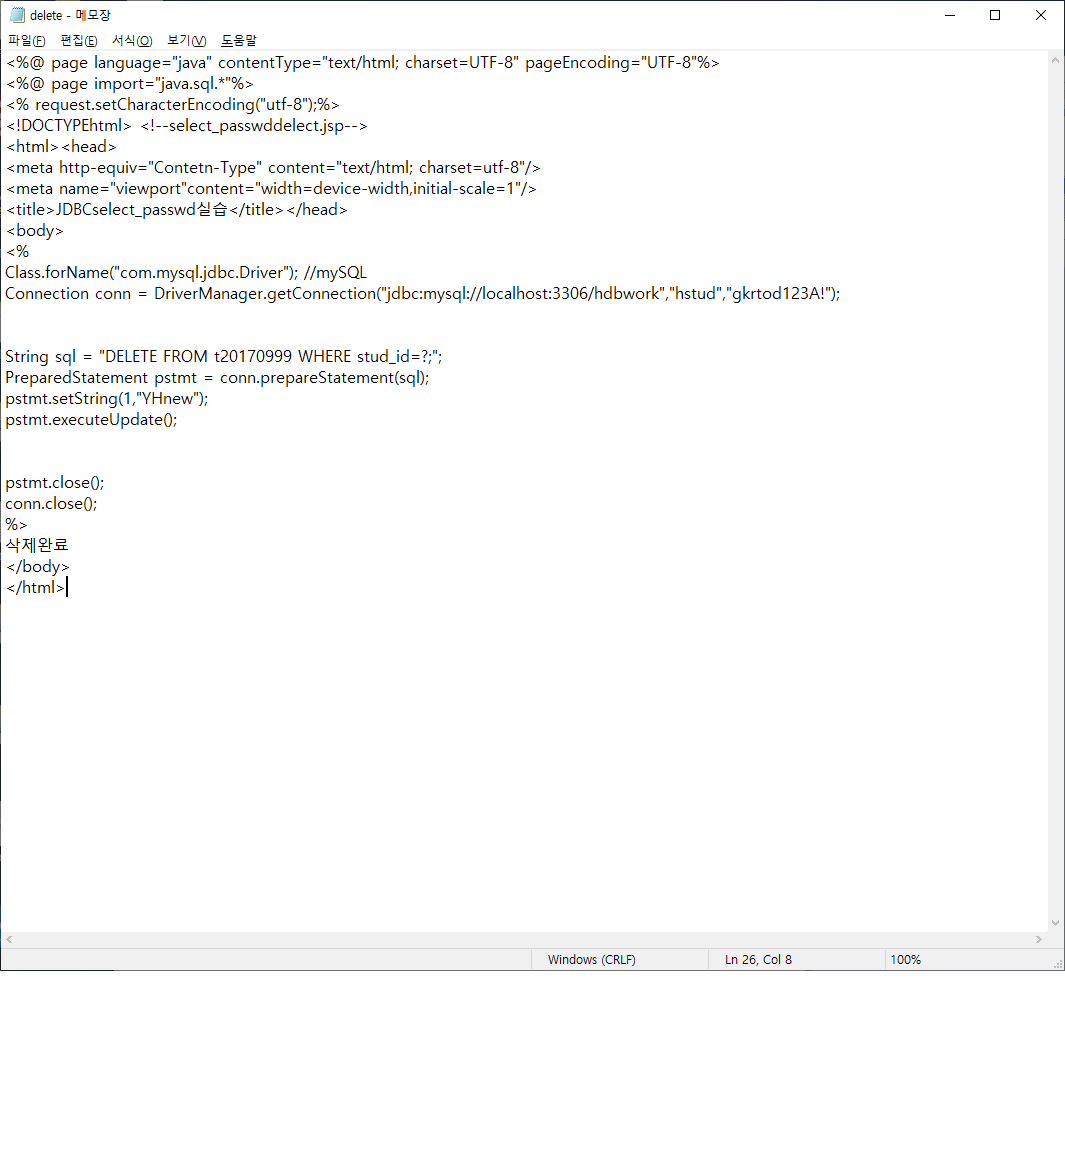 delete - 메모장
파일(F) 편집(E) 서식(O) 보기(V) 도움말
<%@ page language="java" contentType="text/html; charset=UTF-8" pageEncoding="UTF-8"%>
<%@ page import="java.sql.*"%>
<% request.setCharacterEncoding("utf-8");%>
<!DOCTYPEhtml> <!--select_passwddelect.jsp-->
<html><head>
<meta http-equiv="Contetn-Type" content="text/html; charset=utf-8"/>
<meta name="viewport"content="width=device-width,initial-scale=1"/>
<title>JDBCselect_passwd실습</title></head>
<body>
<%
Class.forName("com.mysql.jdbc.Driver"); //mySQL
Connection conn = DriverManager.getConnection("jdbc:mysql://localhost:3306/hdbwork","hstud","gkrtod123A!");
String sql = "DELETE FROM t20170999 WHERE stud_id=?;";
PreparedStatement pstmt = conn.prepareStatement(sql);
pstmt.setString(1,"YHnew");
pstmt.executeUpdate();
pstmt.close();
conn.close();
%>
삭제완료
</body>
</html>
Windows (CRLF) Ln 26, Col 8 100%